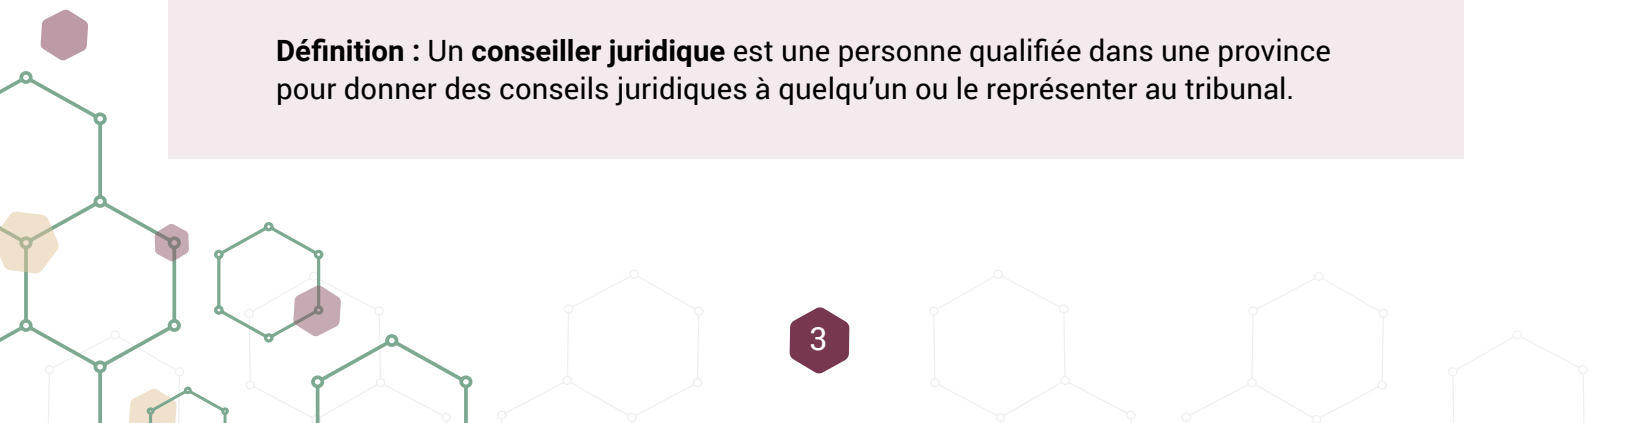 Définition : Un conseiller juridique est une personne qualifiée dans une province
pour donner des conseils juridiques à quelqu’un ou le représenter au tribunal.
3